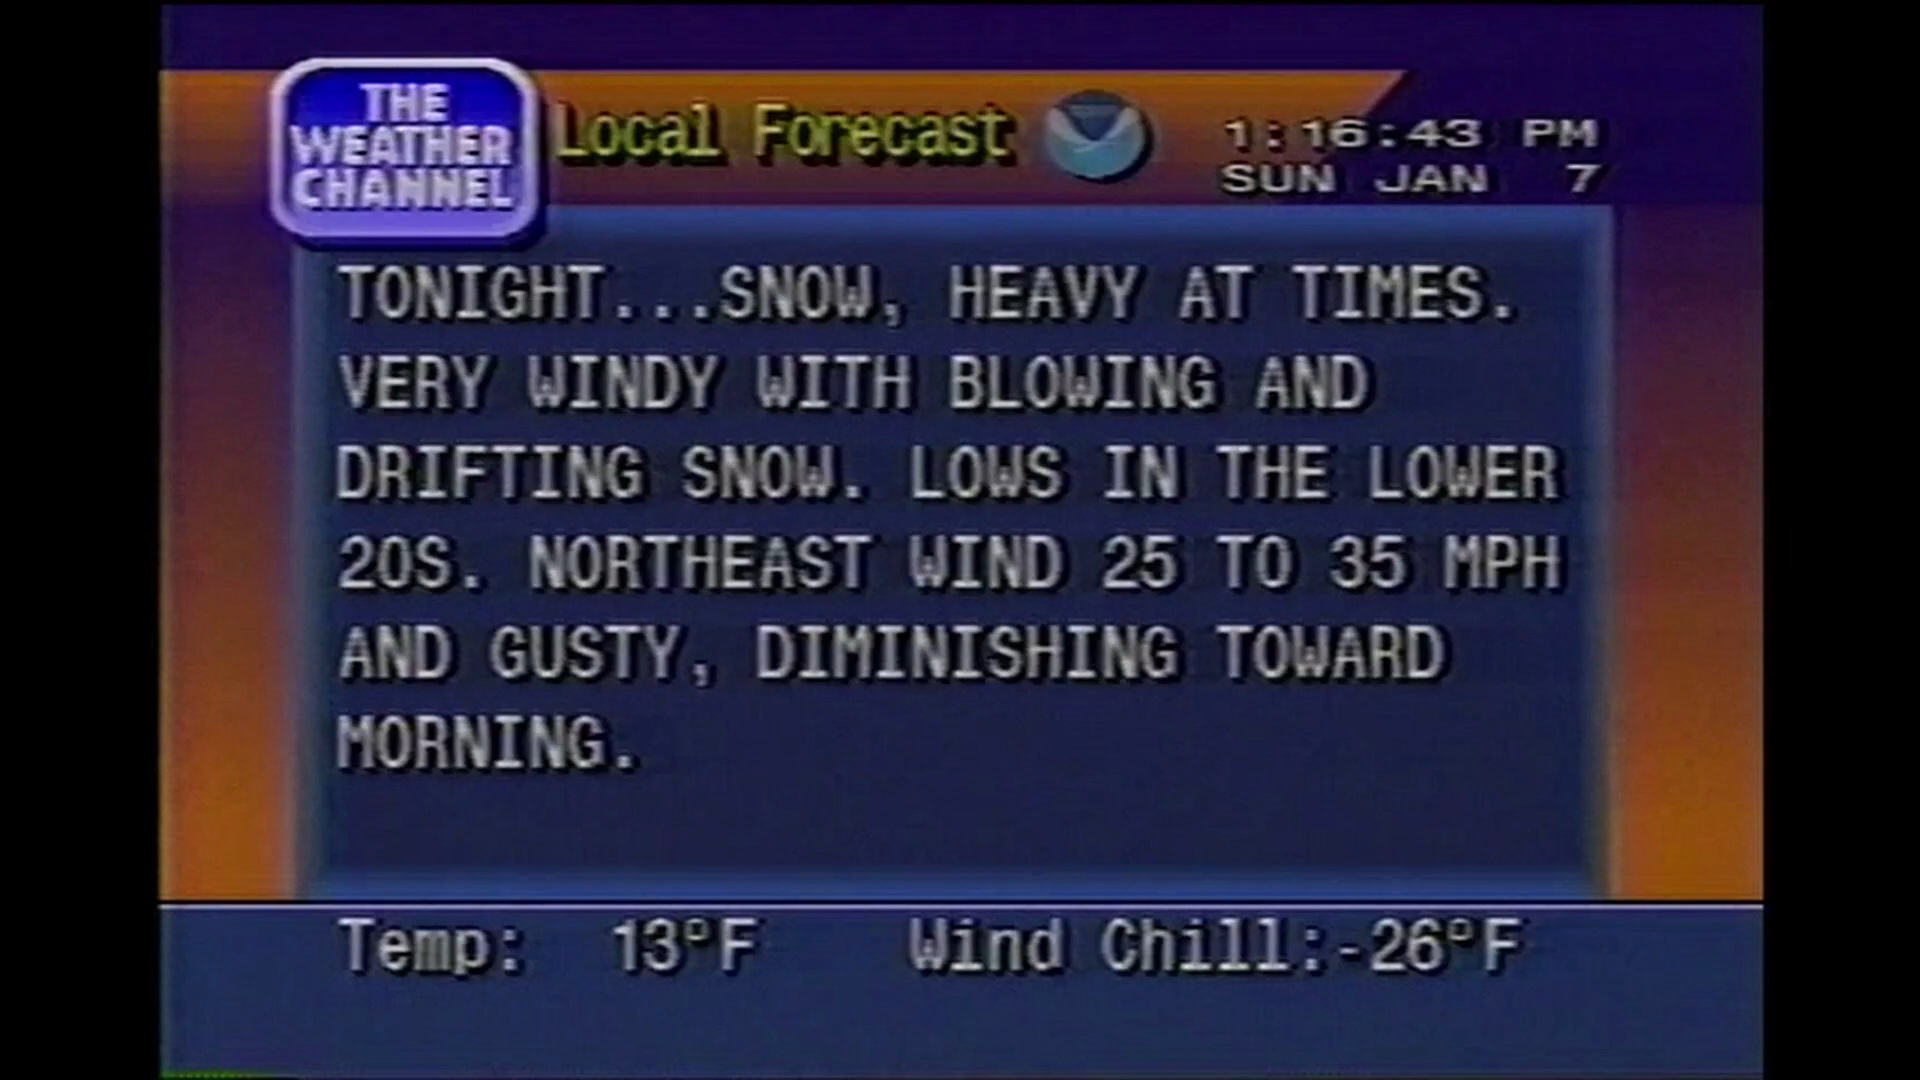 THE
WEATHER
CHANNEL
Local Forecast
1:16:43 PM
SUN JAN 7
TONIGHT...SNOW, HEAVY AT TIMES.
VERY WINDY WITH BLOWING AND
DRIFTING SNOW. LOWS IN THE LOWER
20S. NORTHEAST WIND 25 TO 35 MPH
AND GUSTY, DIMINISHING TOWARD
MORNING.
Temp: 13°F Wind Chill:-26°F